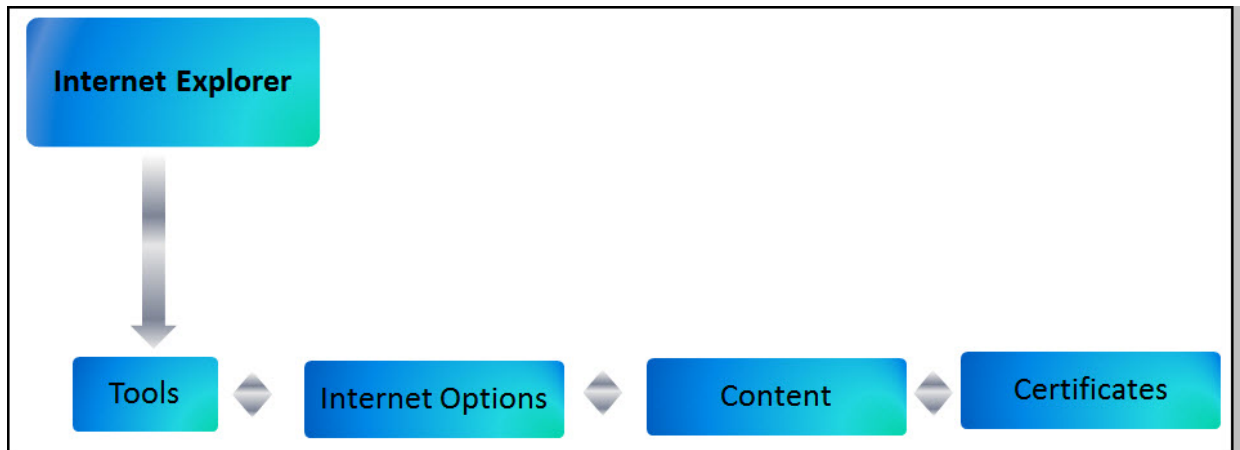 Internet Explorer
Tools
Internet Options
Content
Certificates